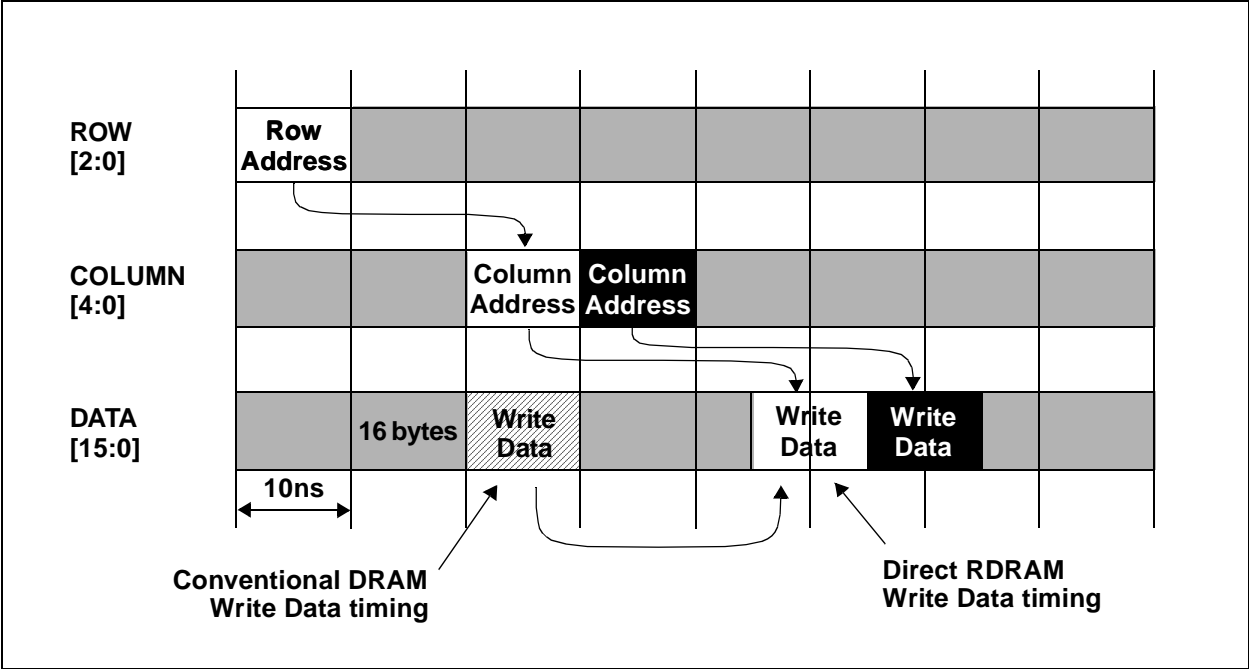 ROW
[2:0]
Row
Address
COLUMN
[4:0]
Column
Address
Column
Address
DATA
[15:0]
16 bytes
Write
Data
Write
Data
Write
Data
10ns
Conventional DRAM
Write Data timing
Direct RDRAM
Write Data timing